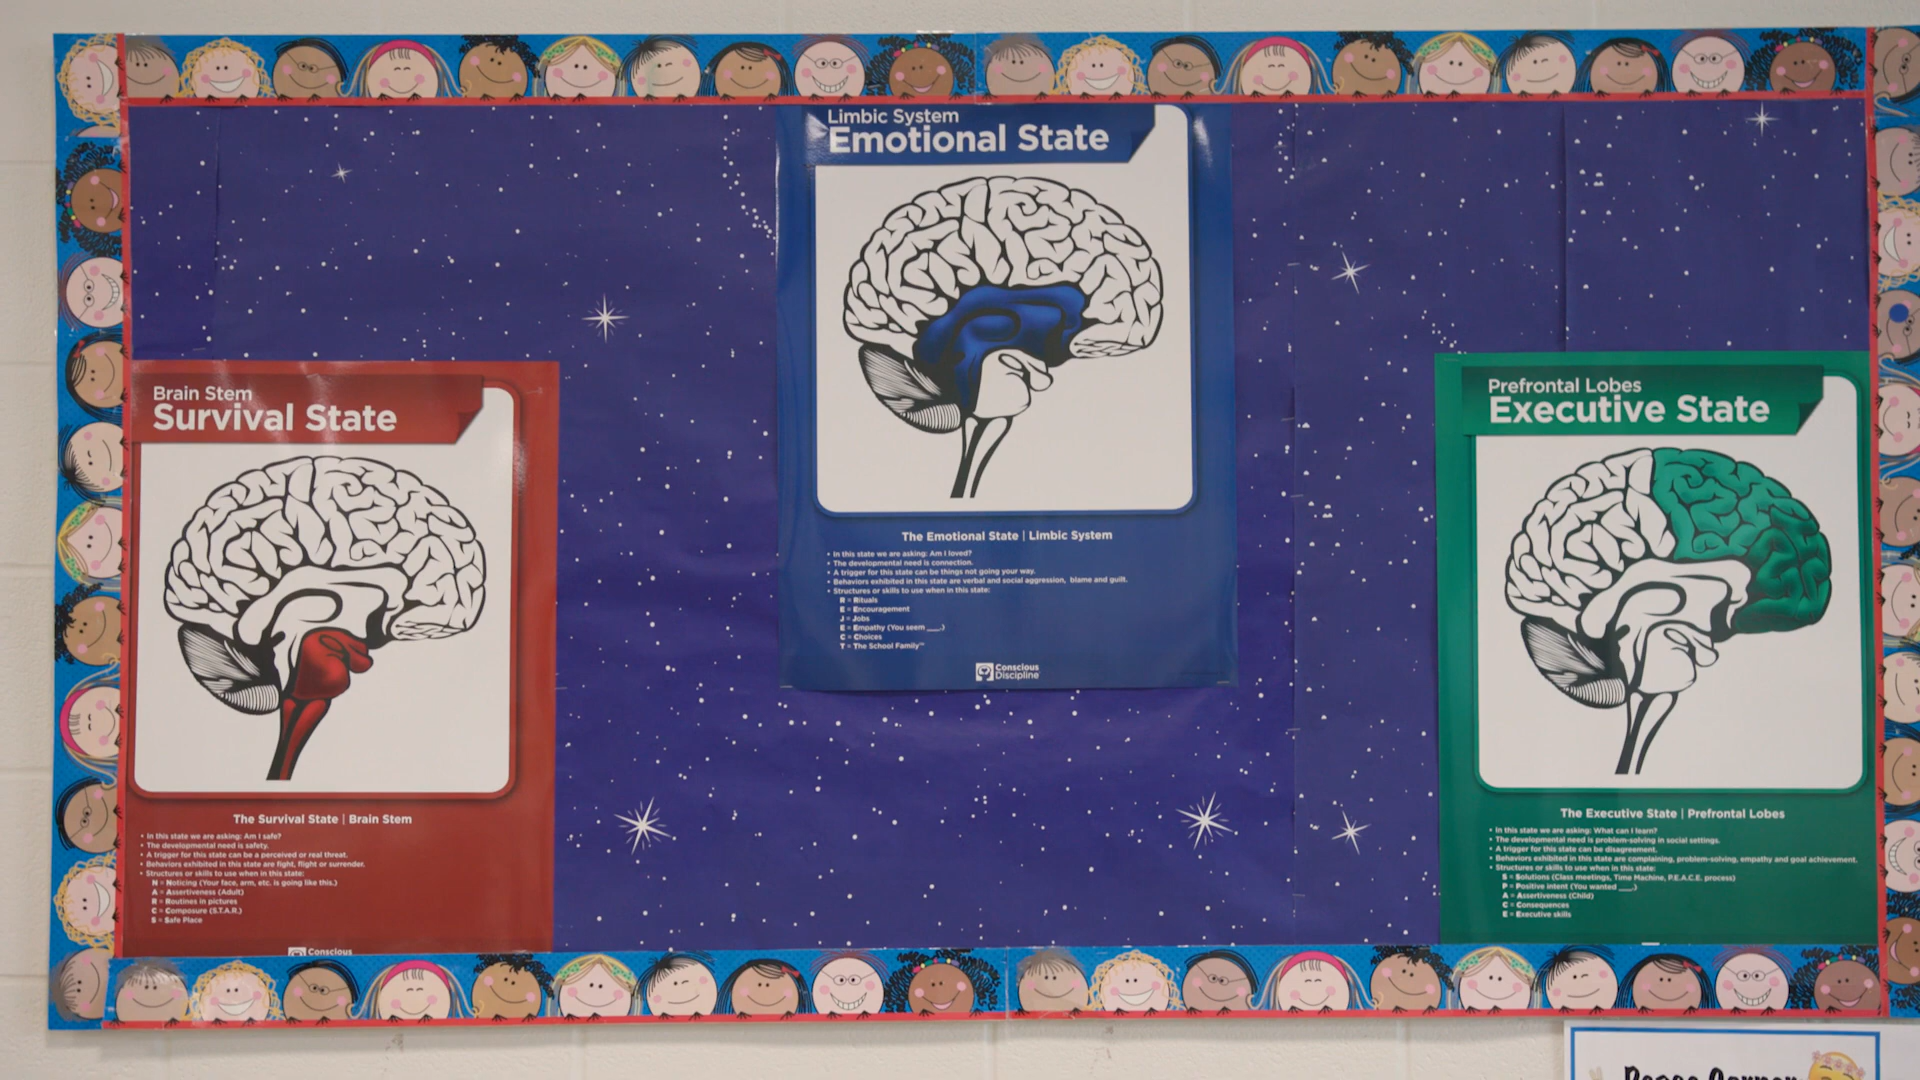 Limbic System
Emotional State
The Emotional State | Limbic System
• In this state we are asking: Am I loved?
• The developmental need is connection.
• A trigger for this state can be things not going your way.
• Behaviors exhibited in this state are verbal and social aggression, blame and guilt.
• Structures or skills to use when in this state:
R = Rituals
E = Encouragement
J = Jobs
E = Empathy (You seem ____.)
C = Choices
T = The School Family™
Conscious
Discipline
Brain Stem
Survival State
The Survival State | Brain Stem
• In this state we are asking: Am I safe?
• The developmental need is safety.
• A trigger for this state can be a perceived or real threat.
• Behaviors exhibited in this state are fight, flight or surrender.
• Structures or skills to use when in this state:
N = Noticing (Your face, arm, etc. is going like this.)
A = Assertiveness (Adult)
R = Routines in pictures
C = Composure (S.T.A.R.)
S = Safe Place
Conscious
Prefrontal Lobes
Executive State
The Executive State | Prefrontal Lobes
• In this state we are asking: What can I learn?
• The developmental need is problem-solving in social settings.
• A trigger for this state can be disagreement.
• Behaviors exhibited in this state are complaining, problem-solving, empathy and goal achievement.
• Structures or skills to use when in this state:
S = Solutions (Class meetings, Time Machine, P.E.A.C.E. process)
P = Positive intent (You wanted ____.)
A = Assertiveness (Child)
C = Consequences
E = Executive skills